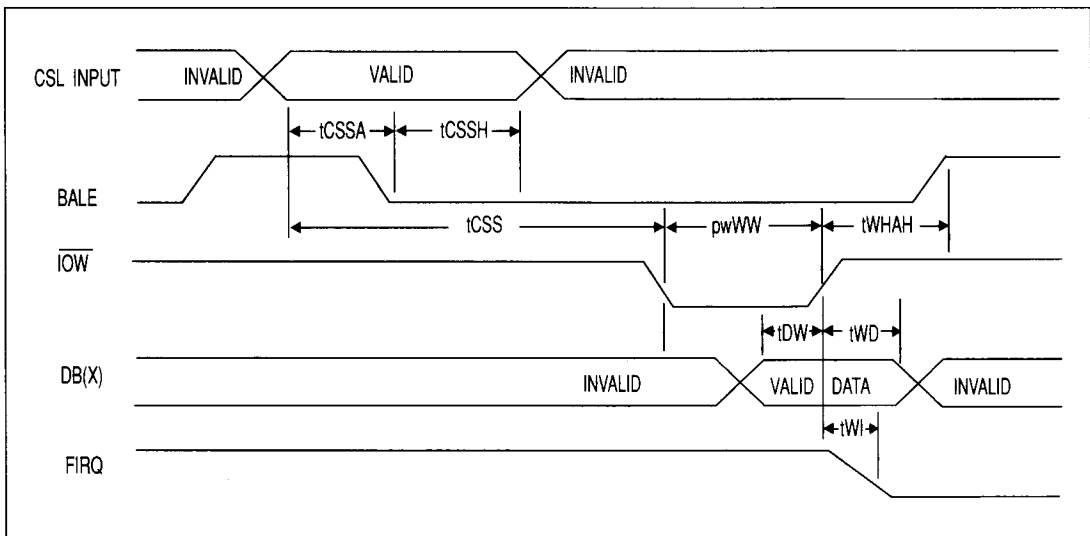 CSL INPUT INVALID VALID INVALID
tCSSA tCSSH
BALE
tCSS pwWW tWHAH
IOW
tDW tWD
DB(X) INVALID VALID DATA INVALID
tWI
FIRQ